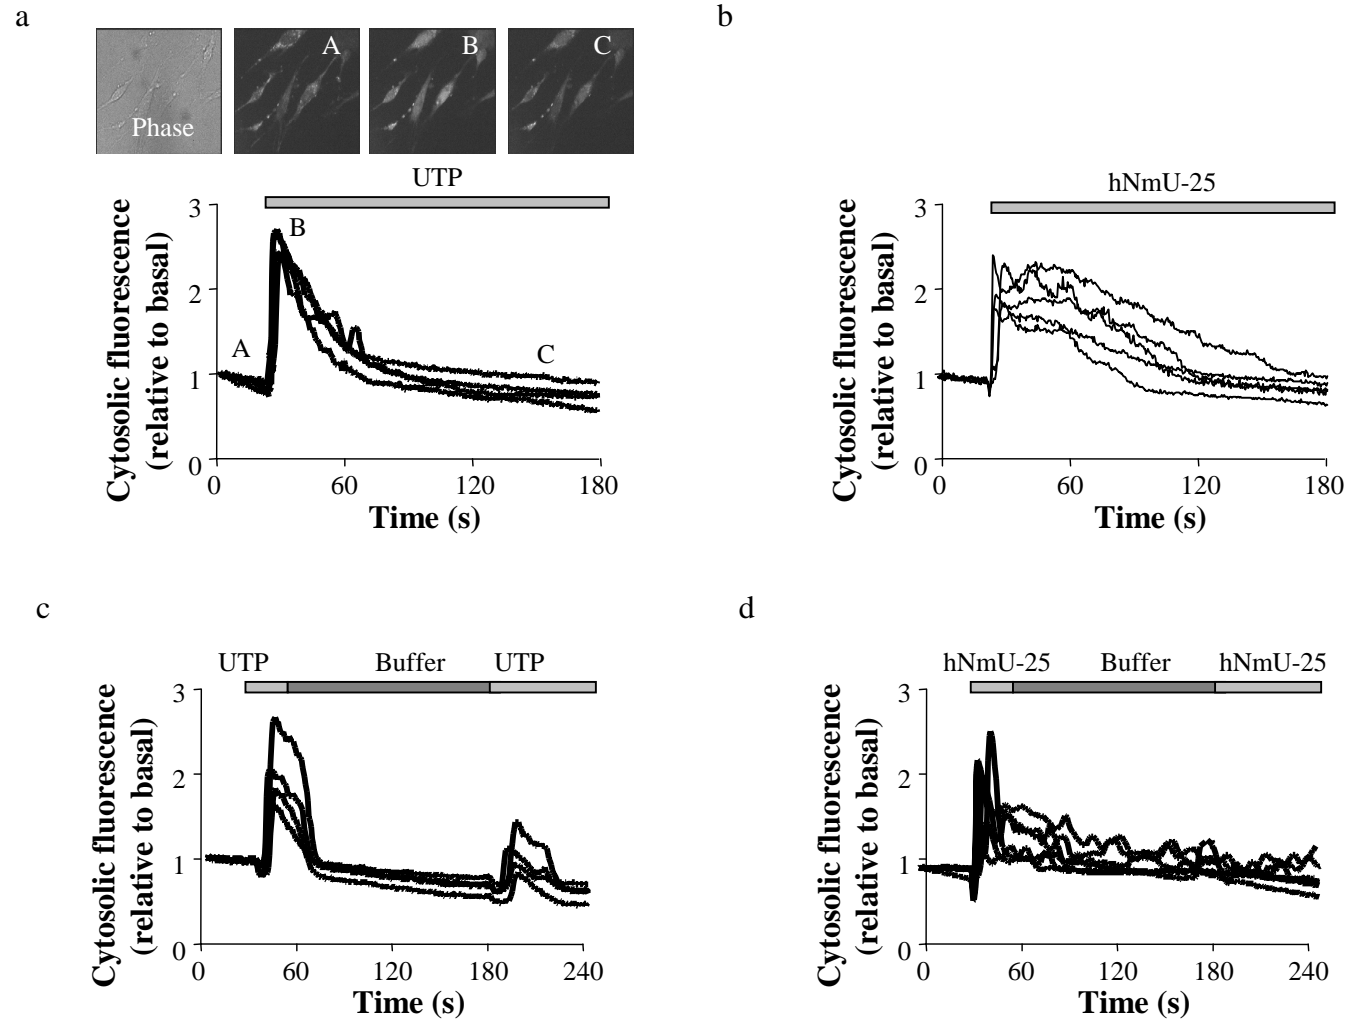 a
Phase
A
B
C
UTP
Cytosolic fluorescence
(relative to basal)
3
2
1
0
A
B
C
0 60 120 180
Time (s)
b
hNmU-25
Cytosolic fluorescence
(relative to basal)
3
2
1
0
0 60 120 180
Time (s)
c
UTP Buffer UTP
Cytosolic fluorescence
(relative to basal)
3
2
1
0
0 60 120 180 240
Time (s)
d
hNmU-25 Buffer hNmU-25
Cytosolic fluorescence
(relative to basal)
3
2
1
0
0 60 120 180 240
Time (s)